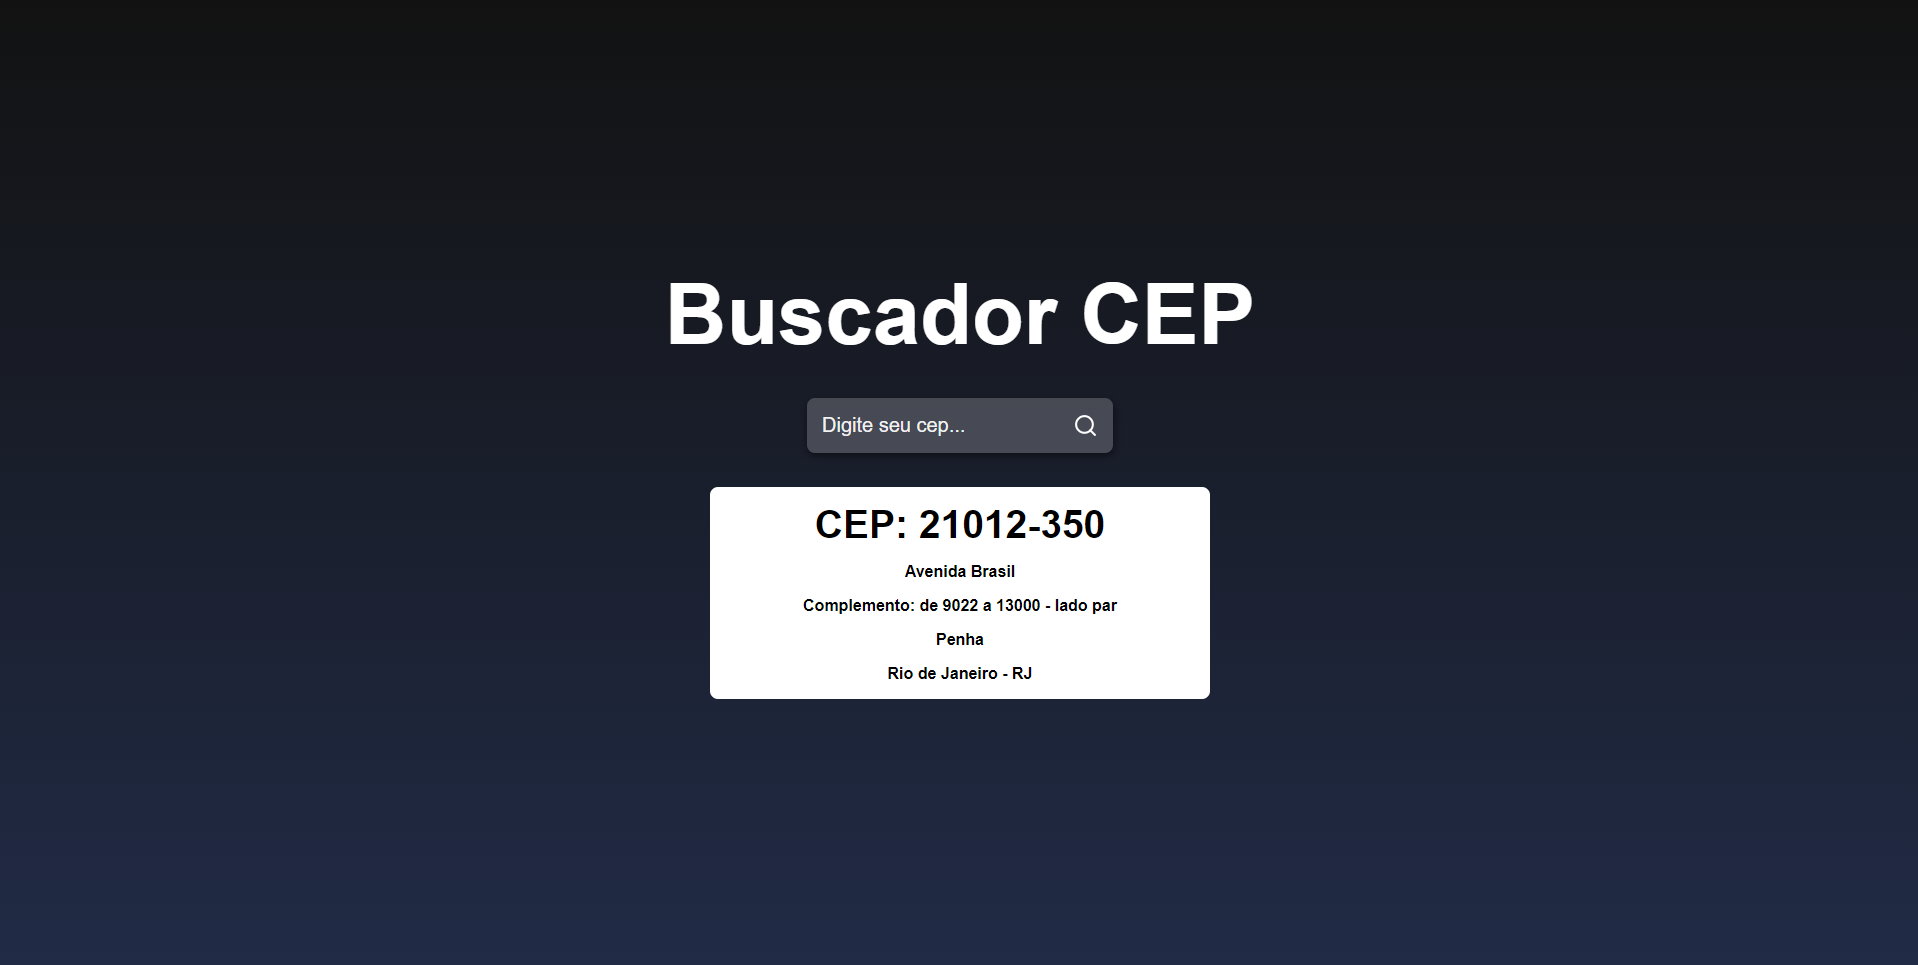 Buscador CEP
Digite seu cep...
CEP: 21012-350
Avenida Brasil
Complemento: de 9022 a 13000 - lado par
Penha
Rio de Janeiro - RJ